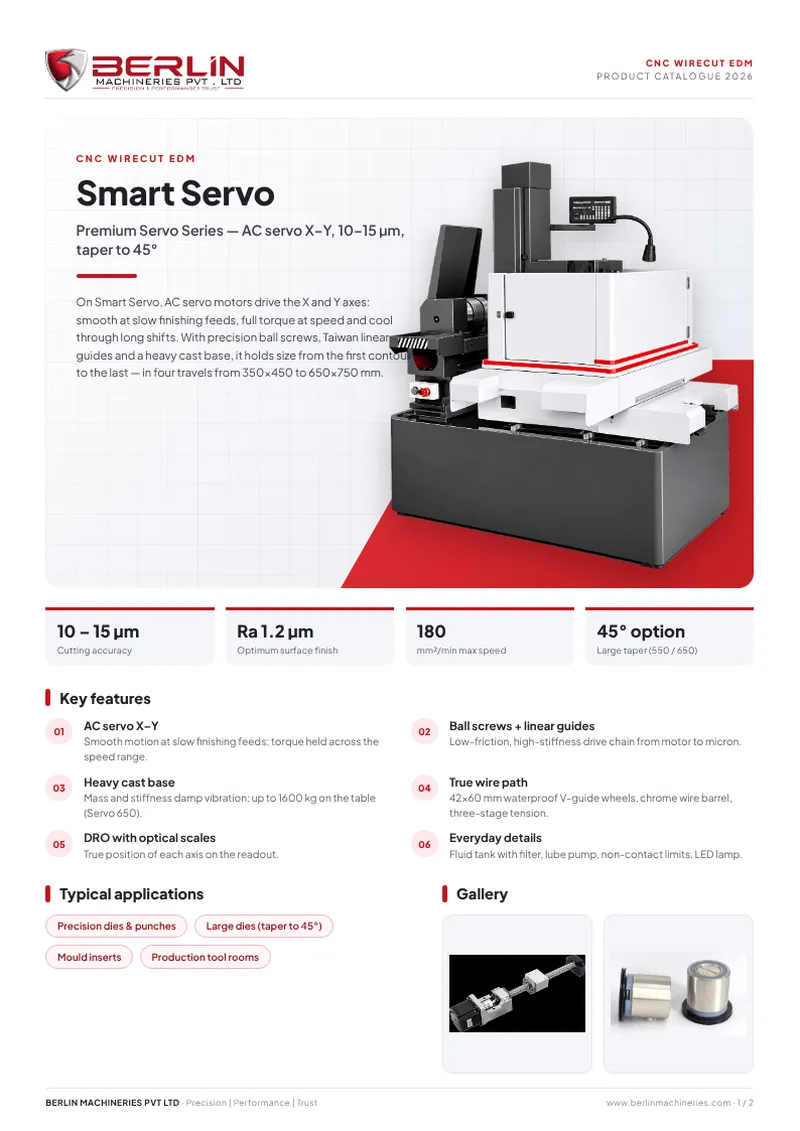 BERLIN
MACHINERIES PVT . LTD
PRECISION | PERFORMANCE | TRUST
CNC WIRECUT EDM
PRODUCT CATALOGUE 2026
CNC WIRECUT EDM
Smart Servo
Premium Servo Series — AC servo X–Y, 10–15 µm,
taper to 45°
On Smart Servo, AC servo motors drive the X and Y axes:
smooth at slow finishing feeds, full torque at speed and cool
through long shifts. With precision ball screws, Taiwan linear
guides and a heavy cast base, it holds size from the first contour
to the last — in four travels from 350×450 to 650×750 mm.
10 – 15 µm
Cutting accuracy
Ra 1.2 µm
Optimum surface finish
180
mm²/min max speed
45° option
Large taper (550 / 650)
Key features
01
AC servo X–Y
Smooth motion at slow finishing feeds; torque held across the
speed range.
02
Ball screws + linear guides
Low-friction, high-stiffness drive chain from motor to micron.
03
Heavy cast base
Mass and stiffness damp vibration; up to 1600 kg on the table
(Servo 650).
04
True wire path
42×60 mm waterproof V-guide wheels, chrome wire barrel,
three-stage tension.
05
DRO with optical scales
True position of each axis on the readout.
06
Everyday details
Fluid tank with filter, lube pump, non-contact limits, LED lamp.
Typical applications
Precision dies & punches
Large dies (taper to 45°)
Mould inserts
Production tool rooms
Gallery
BERLIN MACHINERIES PVT LTD · Precision | Performance | Trust
www.berlinmachineries.com · 1 / 2